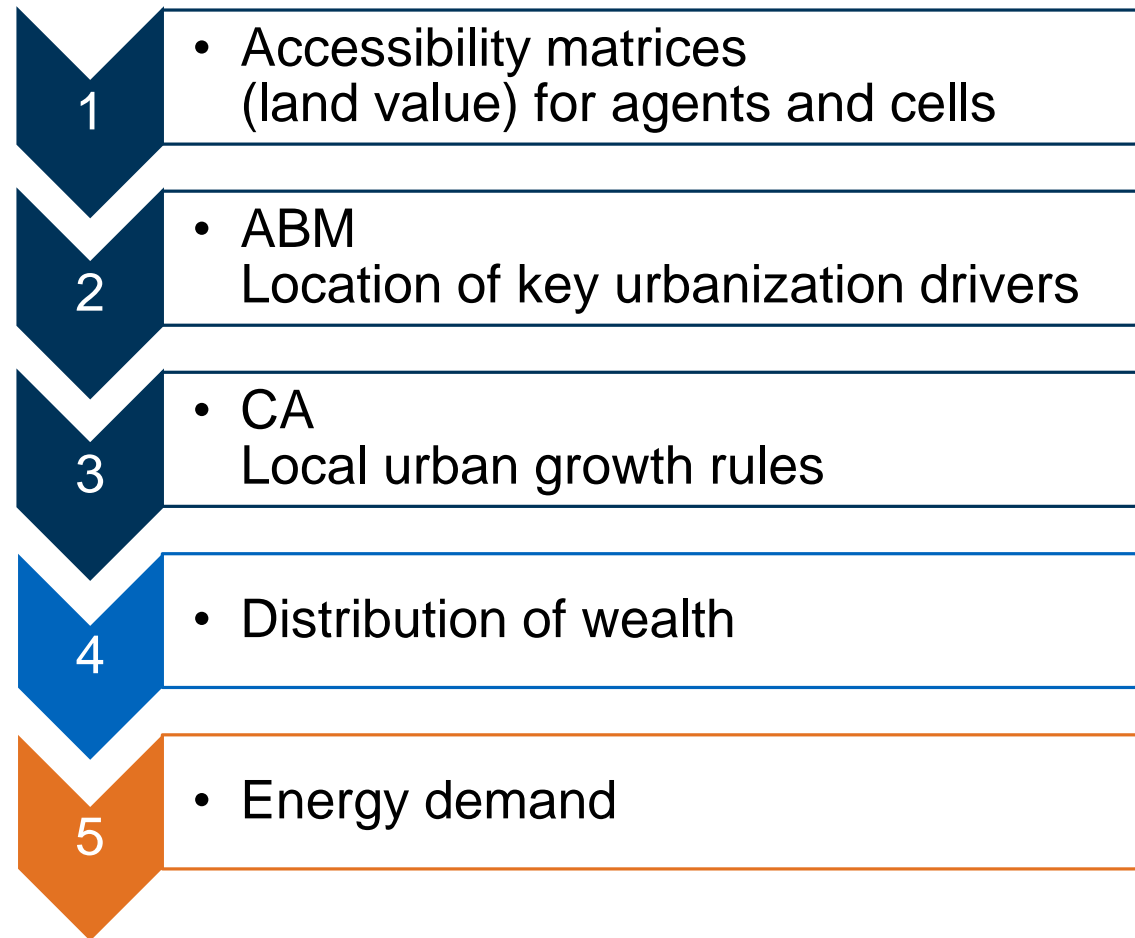 1
• Accessibility matrices
(land value) for agents and cells
2
• ABM
Location of key urbanization drivers
3
• CA
Local urban growth rules
4
• Distribution of wealth
5
• Energy demand